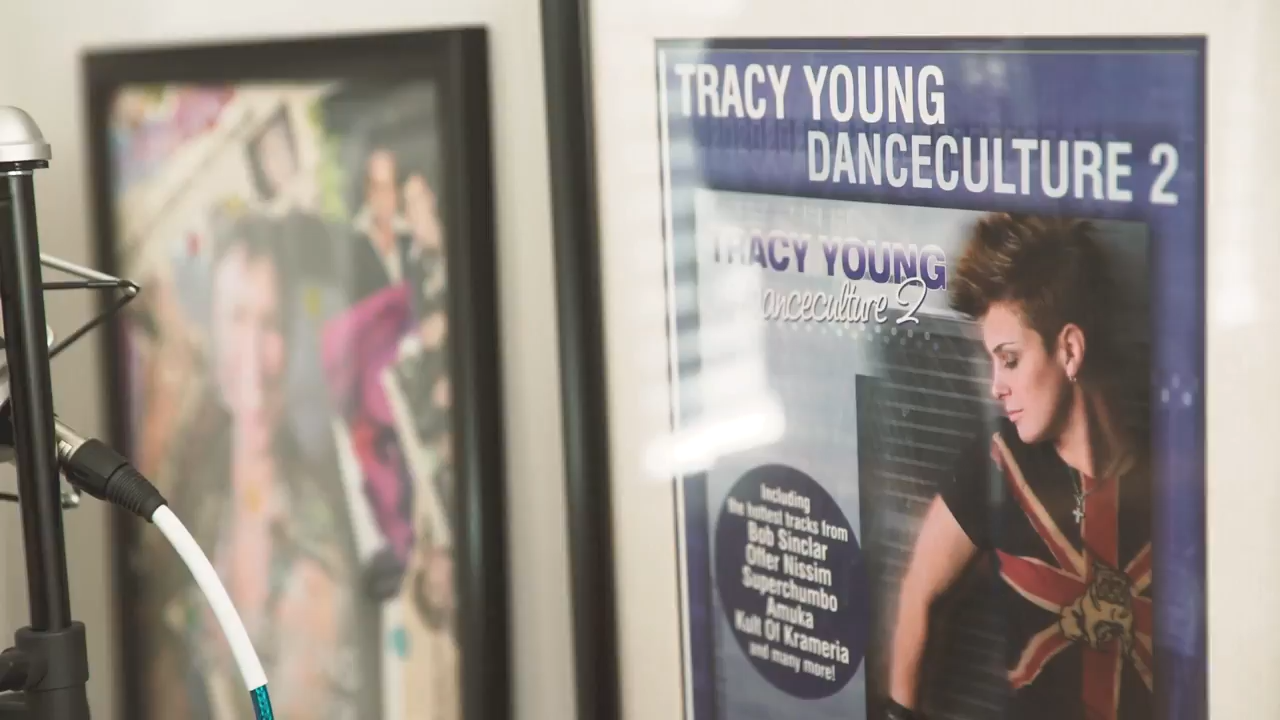 TRACY YOUNG
DANCECULTURE 2
TRACY YOUNG
anceculture 2
Including
the hottest tracks from
Bob Sinclar
Offer Nissim
Superchumbo
Amuka
Kult Of Krameria
and many more!